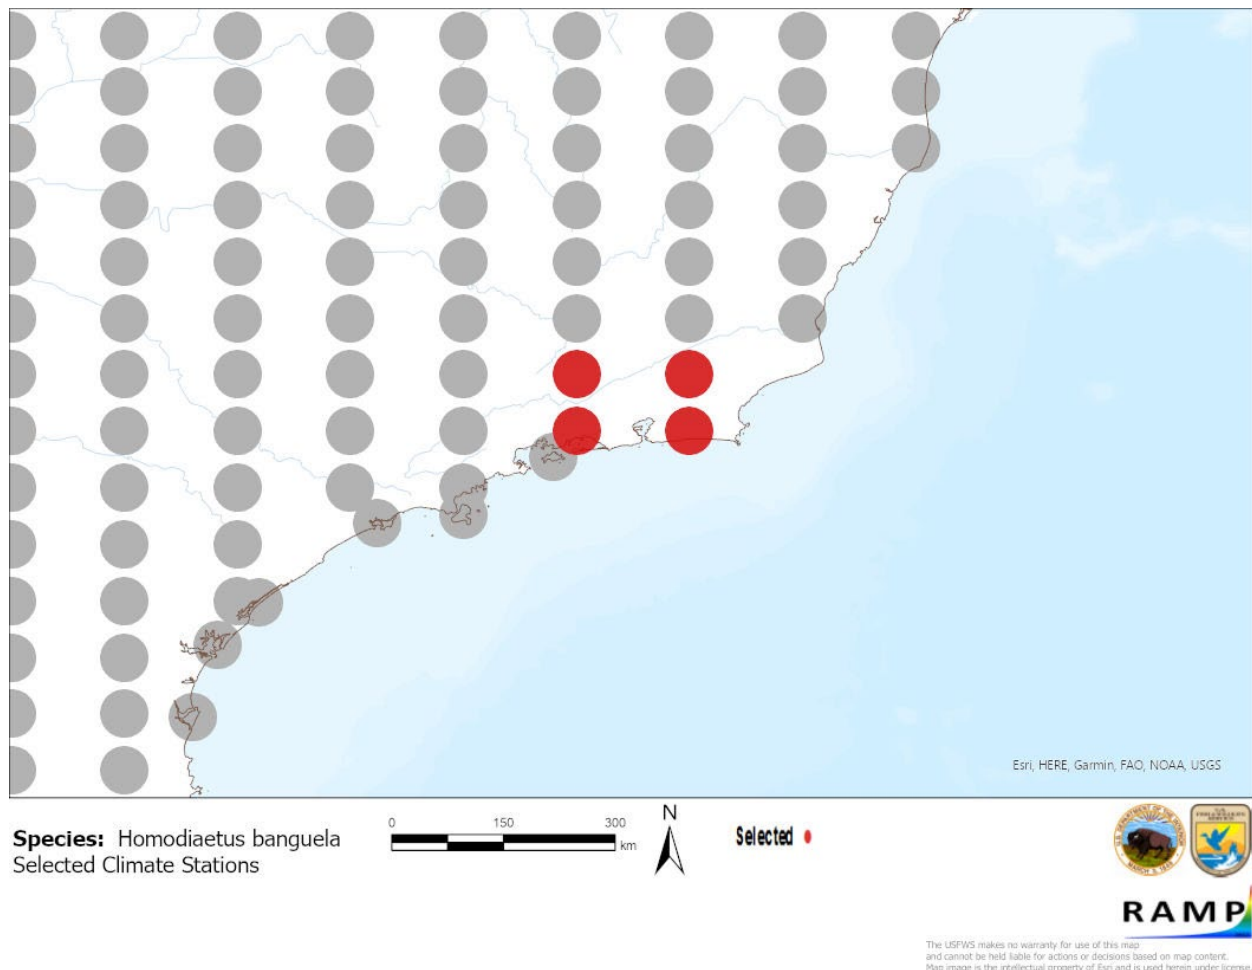 Esri, HERE, Garmin, FAO, NOAA, USGS
Species: Homodiaetus banguela
Selected Climate Stations
0 150 300
km
N
Selected
RAMP
The USFWS makes no warranty for use of this map
and cannot be held liable for actions or decisions based on map content.
Map image is the intellectual property of Esri and is used herein under license.